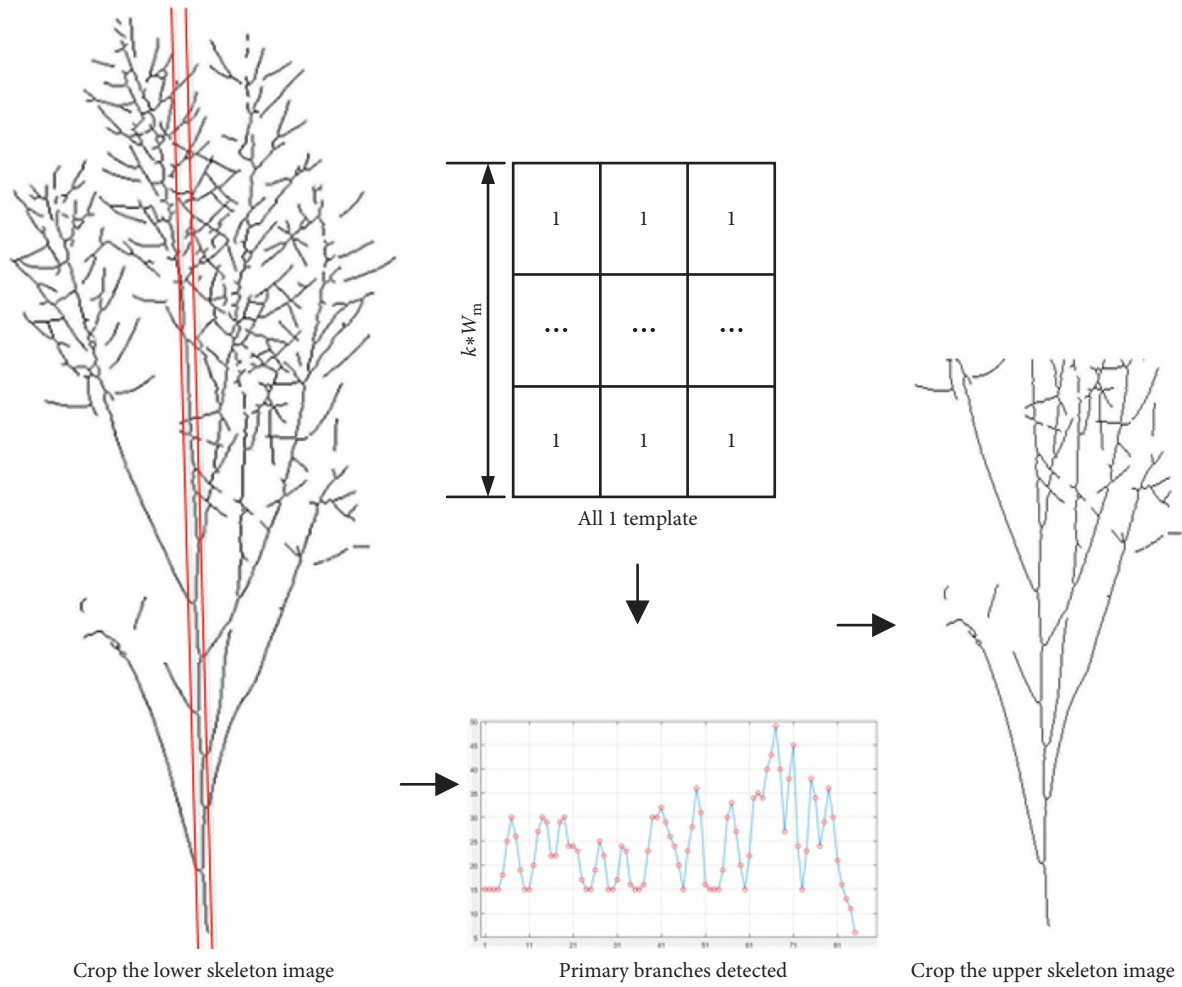 1 1 1
... ... ...
1 1 1
k*Wm
All 1 template
50
45
40
35
30
25
20
15
10
5
1 11 21 31 41 51 61 71 81
Crop the lower skeleton image
Primary branches detected
Crop the upper skeleton image